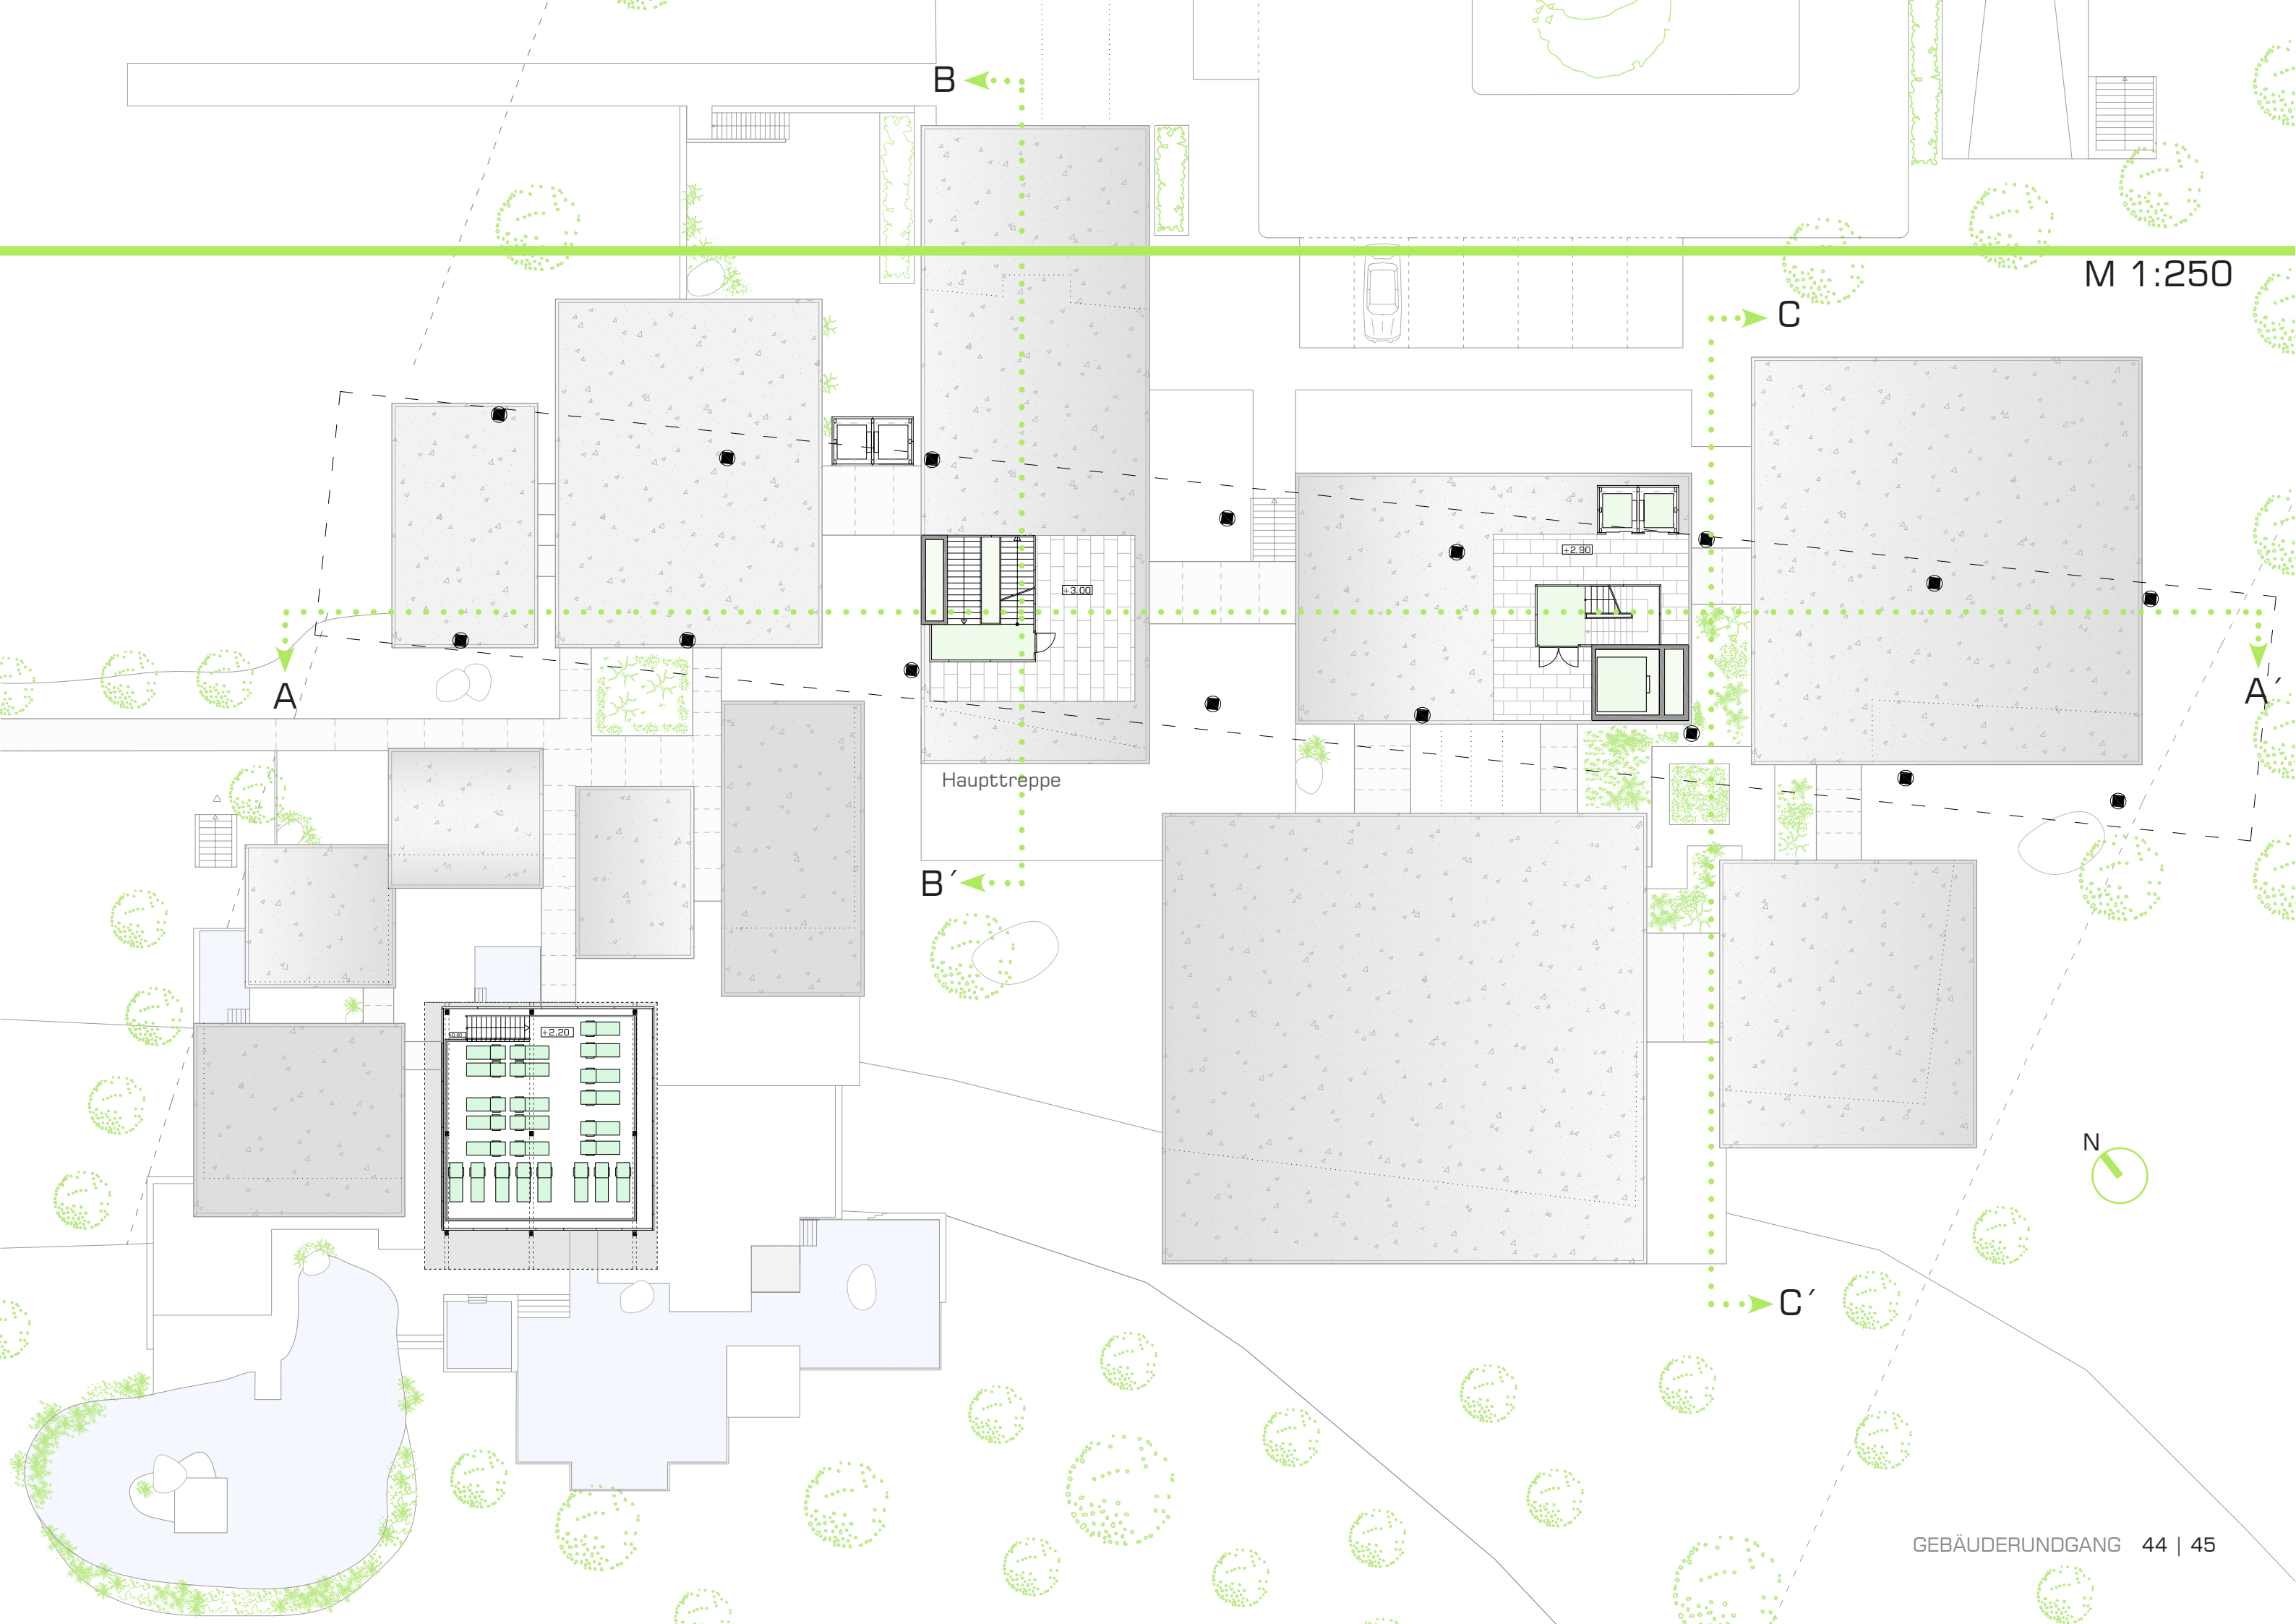 B
M 1:250
C
+2.90
+3.00
A
A´
Haupttreppe
B´
+2.20
N
C´
GEBÄUDERUNDGANG 44 | 45